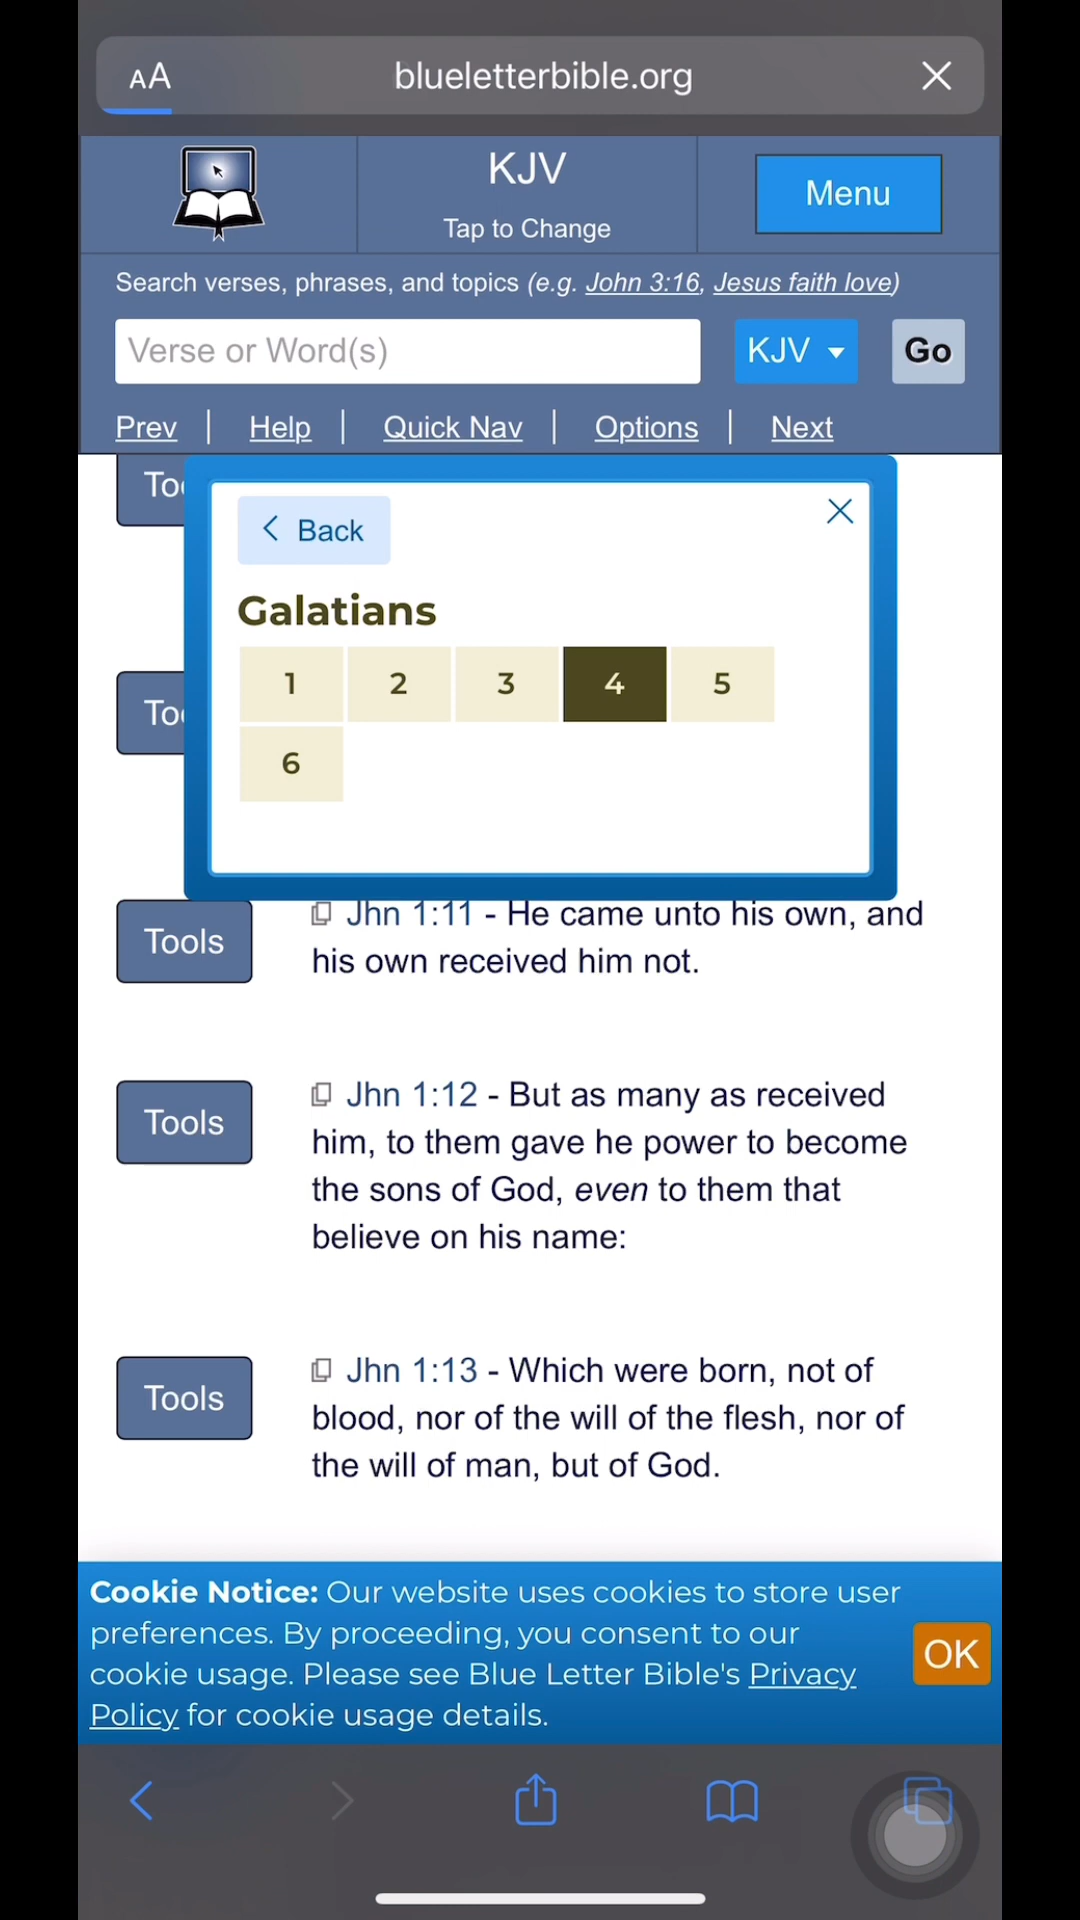 AA blueletterbible.org
KJV
Tap to Change
Menu
Search verses, phrases, and topics (e.g. John 3:16, Jesus faith love)
Verse or Word(s) KJV Go
Prev | Help | Quick Nav | Options | Next
Back
Galatians
1 2 3 4 5
6
Tools
Jhn 1:11 - He came unto his own, and
his own received him not.
Tools
Jhn 1:12 - But as many as received
him, to them gave he power to become
the sons of God, even to them that
believe on his name:
Tools
Jhn 1:13 - Which were born, not of
blood, nor of the will of the flesh, nor of
the will of man, but of God.
Cookie Notice: Our website uses cookies to store user
preferences. By proceeding, you consent to our
cookie usage. Please see Blue Letter Bible's Privacy
Policy for cookie usage details.
OK